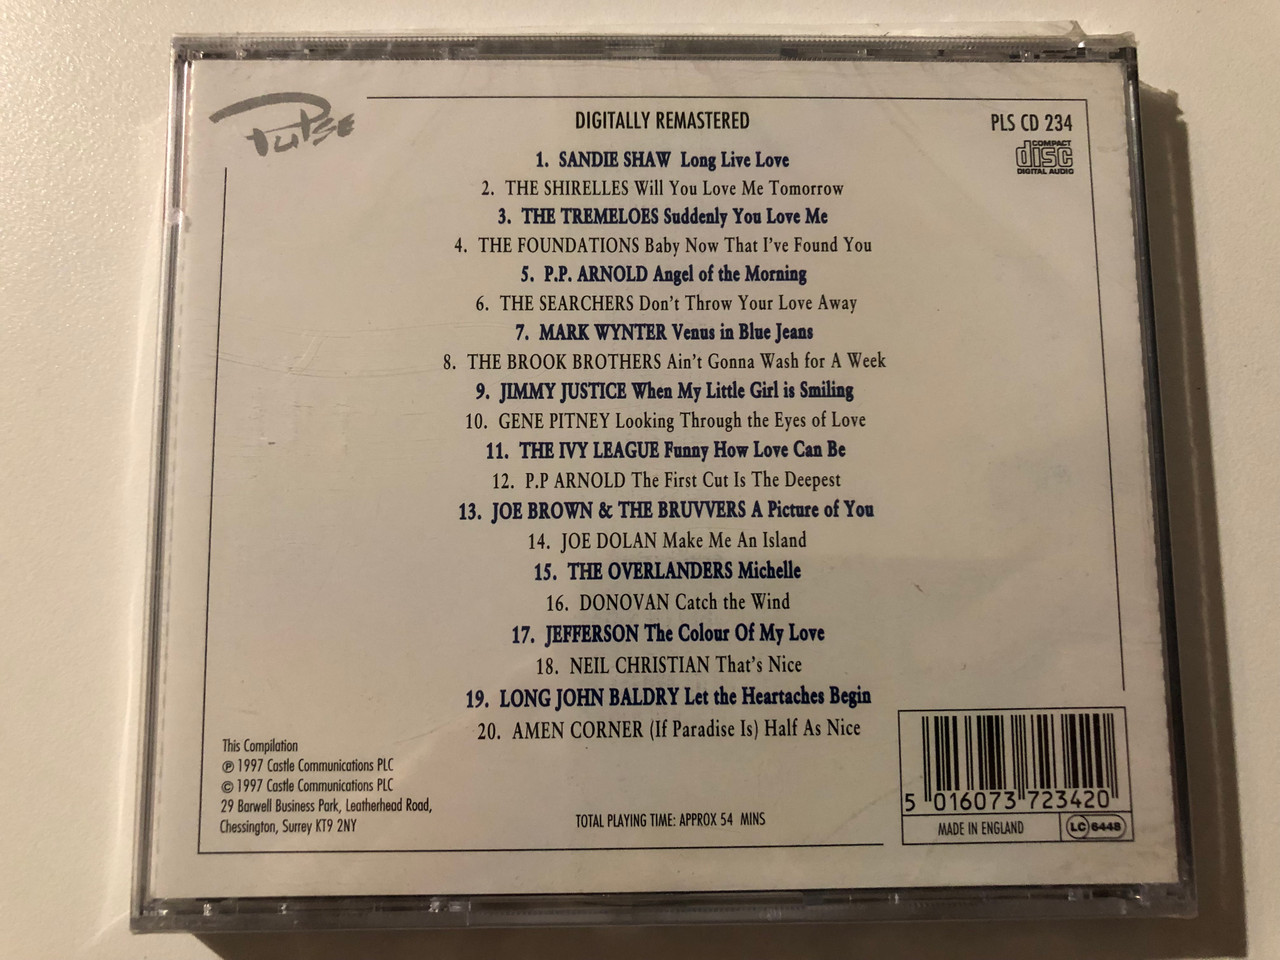 Pulse
DIGITALLY REMASTERED
PLS CD 234
COMPACT
disc
DIGITAL AUDIO
1. SANDIE SHAW Long Live Love
2. THE SHIRELLES Will You Love Me Tomorrow
3. THE TREMELOES Suddenly You Love Me
4. THE FOUNDATIONS Baby Now That I've Found You
5. P.P. ARNOLD Angel of the Morning
6. THE SEARCHERS Don't Throw Your Love Away
7. MARK WYNTER Venus in Blue Jeans
8. THE BROOK BROTHERS Ain't Gonna Wash for A Week
9. JIMMY JUSTICE When My Little Girl is Smiling
10. GENE PITNEY Looking Through the Eyes of Love
11. THE IVY LEAGUE Funny How Love Can Be
12. P.P ARNOLD The First Cut Is The Deepest
13. JOE BROWN & THE BRUVVERS A Picture of You
14. JOE DOLAN Make Me An Island
15. THE OVERLANDERS Michelle
16. DONOVAN Catch the Wind
17. JEFFERSON The Colour Of My Love
18. NEIL CHRISTIAN That's Nice
19. LONG JOHN BALDRY Let the Heartaches Begin
20. AMEN CORNER (If Paradise Is) Half As Nice
This Compilation
℗ 1997 Castle Communications PLC
© 1997 Castle Communications PLC
29 Barwell Business Park, Leatherhead Road,
Chessington, Surrey KT9 2NY
TOTAL PLAYING TIME: APPROX 54 MINS
5 016073 723420
MADE IN ENGLAND
LC 6448